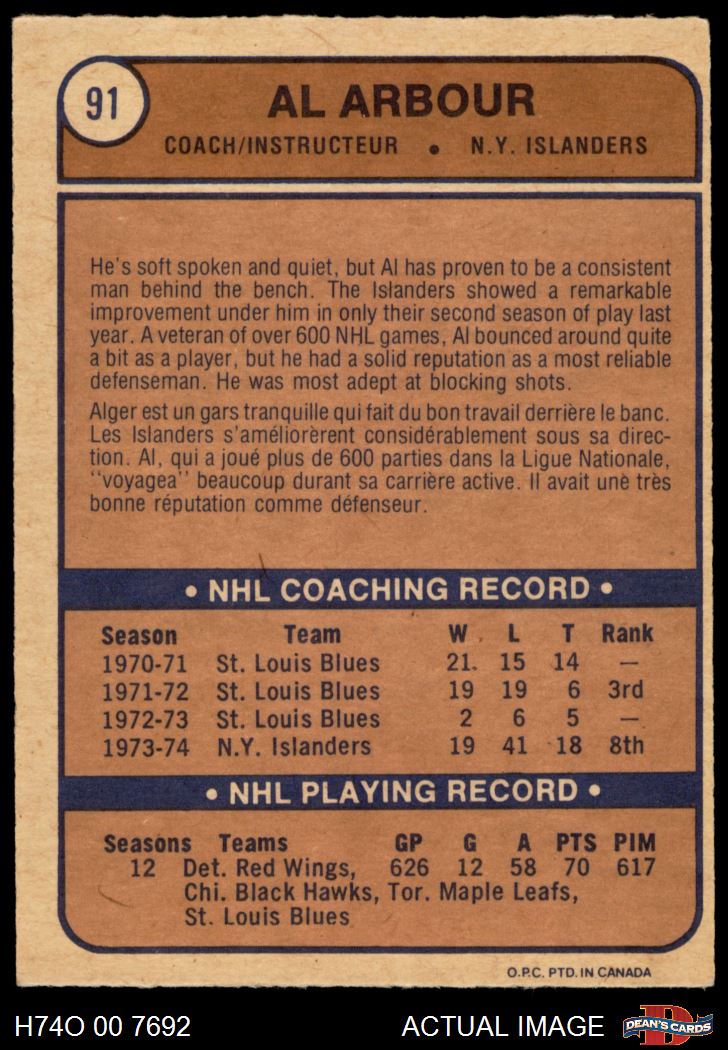 91
AL ARBOUR
COACH/INSTRUCTEUR • N.Y. ISLANDERS
He's soft spoken and quiet, but Al has proven to be a consistent
man behind the bench. The Islanders showed a remarkable
improvement under him in only their second season of play last
year. A veteran of over 600 NHL games, Al bounced around quite
a bit as a player, but he had a solid reputation as a most reliable
defenseman. He was most adept at blocking shots.
Alger est un gars tranquille qui fait du bon travail derrière le banc.
Les Islanders s'améliorèrent considérablement sous sa direc-
tion. Al, qui a joué plus de 600 parties dans la Ligue Nationale,
"voyagea" beaucoup durant sa carrière active. Il avait unè très
bonne réputation comme défenseur.
• NHL COACHING RECORD •
Season Team W L T Rank
1970-71 St. Louis Blues 21 15 14 —
1971-72 St. Louis Blues 19 19 6 3rd
1972-73 St. Louis Blues 2 6 5 —
1973-74 N.Y. Islanders 19 41 18 8th
• NHL PLAYING RECORD •
Seasons Teams GP G A PTS PIM
12 Det. Red Wings, 626 12 58 70 617
Chi. Black Hawks, Tor. Maple Leafs,
St. Louis Blues
O.P.C. PTD. IN CANADA
H74O 00 7692 ACTUAL IMAGE D DEAN'S CARDS